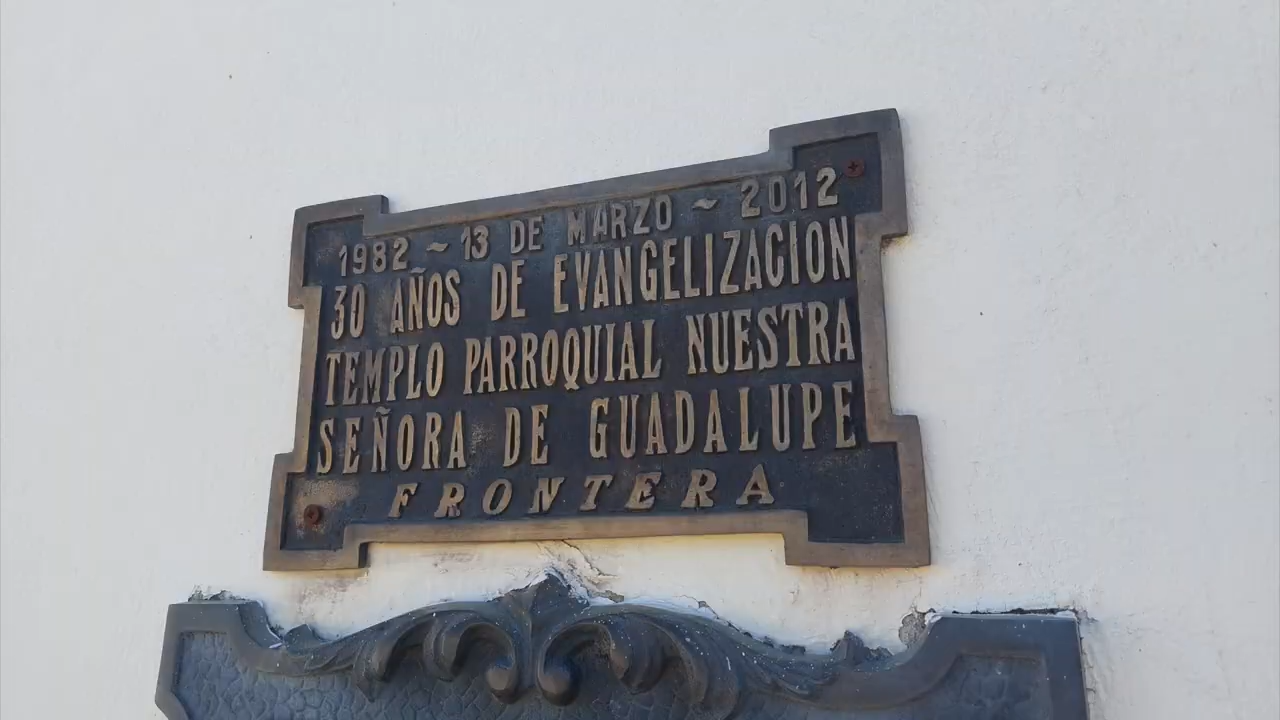 1982 ~ 13 DE MARZO ~ 2012
30 AÑOS DE EVANGELIZACION
TEMPLO PARROQUIAL NUESTRA
SEÑORA DE GUADALUPE
FRONTERA